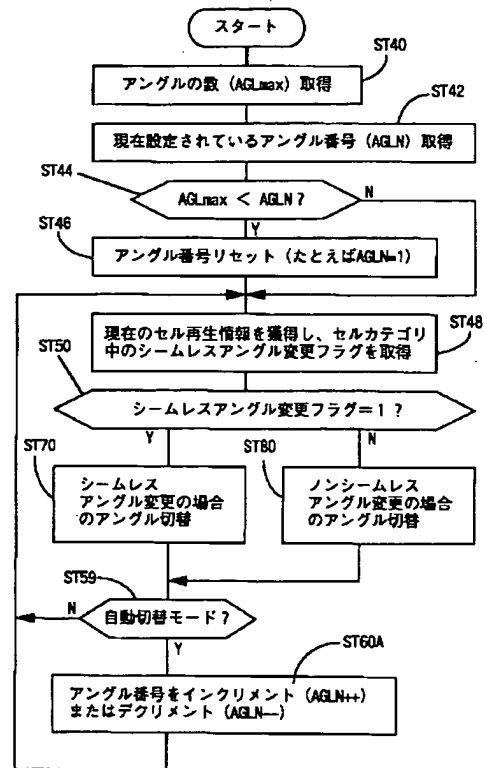 スタート
ST40
アングルの数 (AGLmax) 取得
ST42
現在設定されているアングル番号 (AGLN) 取得
ST44
AGLmax < AGLN ?
N
Y
ST46
アングル番号リセット (たとえばAGLN=1)
ST48
現在のセル再生情報を獲得し、セルカテゴリ
中のシームレスアングル変更フラグを取得
ST50
シームレスアングル変更フラグ=1 ?
Y
N
ST70
シームレス
アングル変更の場合
のアングル切替
ST80
ノンシームレス
アングル変更の場合
のアングル切替
ST59
N
自動切替モード?
Y
ST60A
アングル番号をインクリメント (AGLN++)
またはデクリメント (AGLN--)